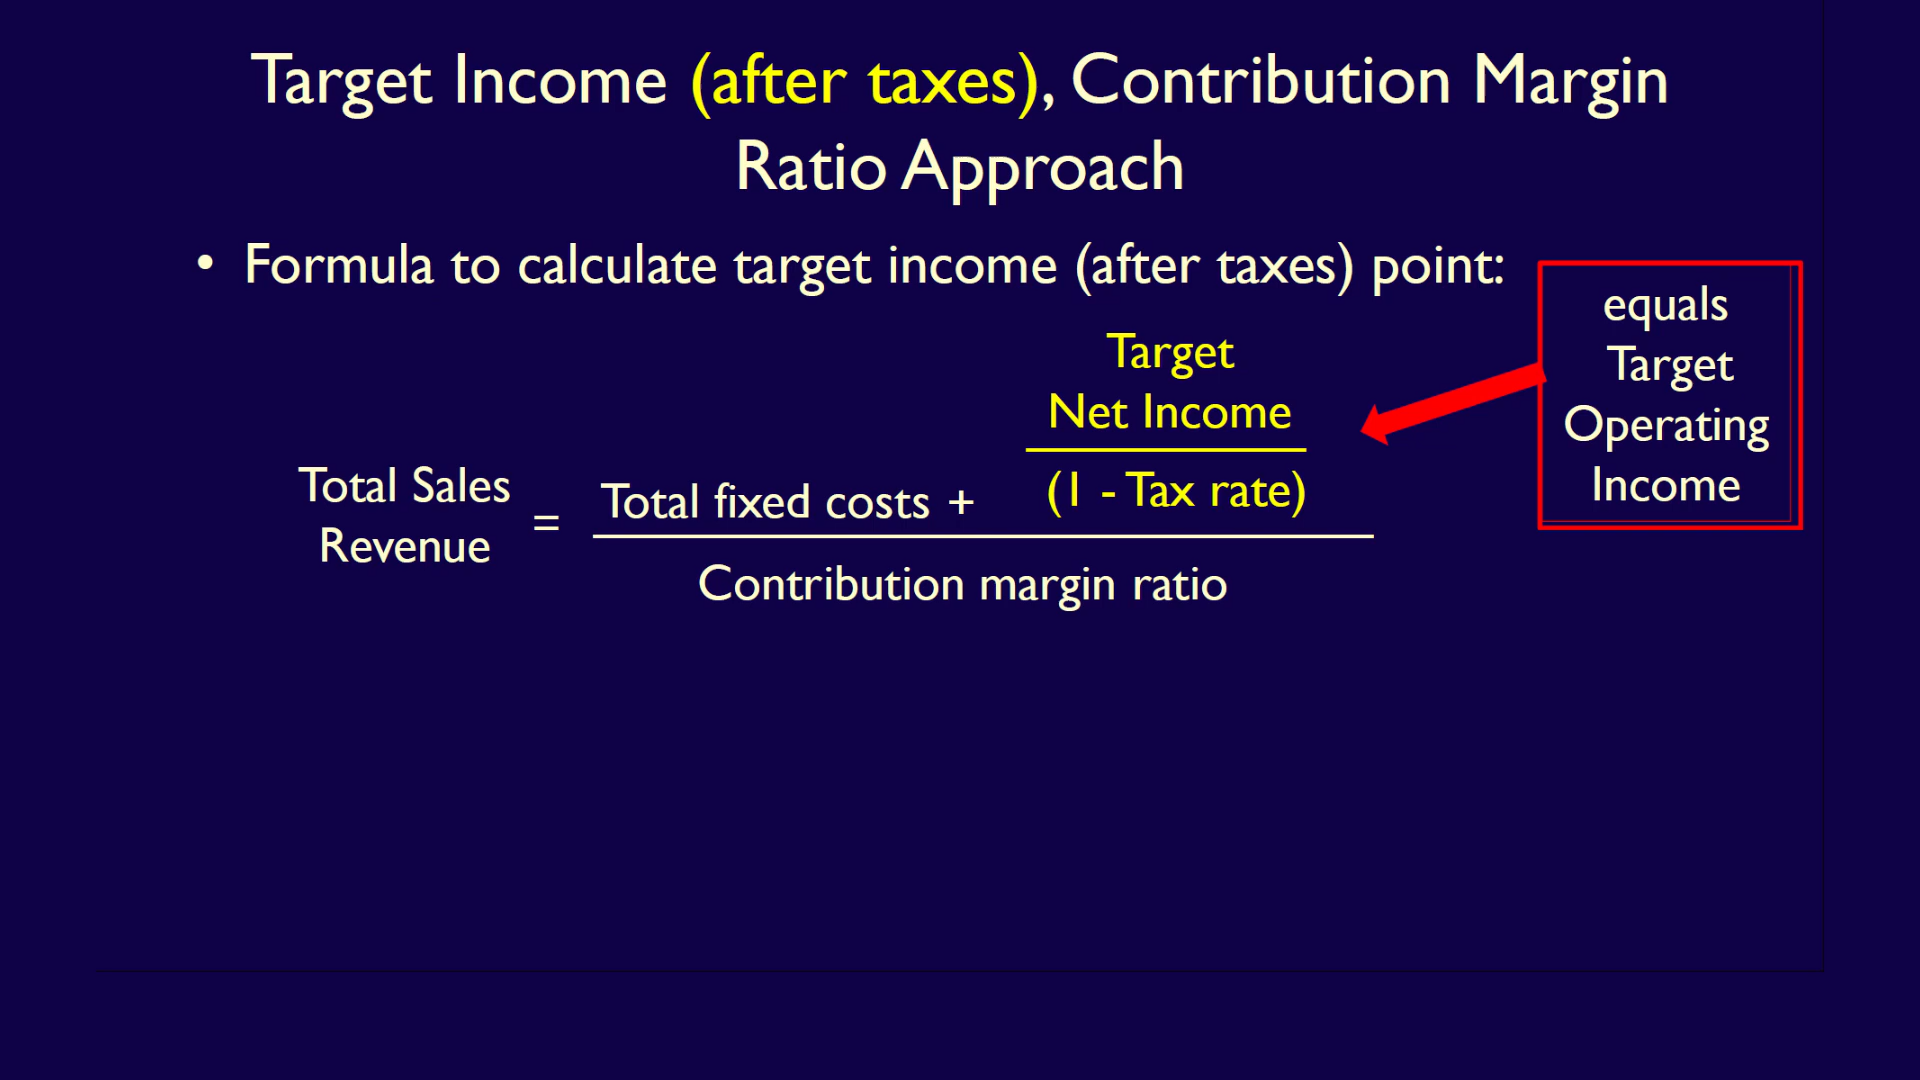 Target Income (after taxes), Contribution Margin
Ratio Approach
• Formula to calculate target income (after taxes) point:
Total Sales
Revenue
=
Total fixed costs +
Target
Net Income
(1 - Tax rate)
Contribution margin ratio
equals
Target
Operating
Income